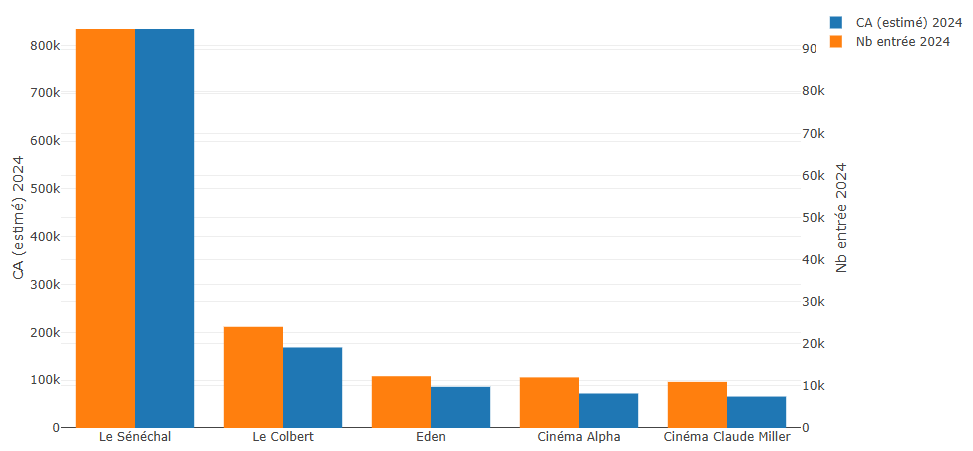 CA (estimé) 2024
Nb entrée 2024
800k
700k
600k
500k
400k
300k
200k
100k
0
CA (estimé) 2024
90
80k
70k
60k
50k
40k
30k
20k
10k
0
Nb entrée 2024
Le Sénéchal
Le Colbert
Eden
Cinéma Alpha
Cinéma Claude Miller